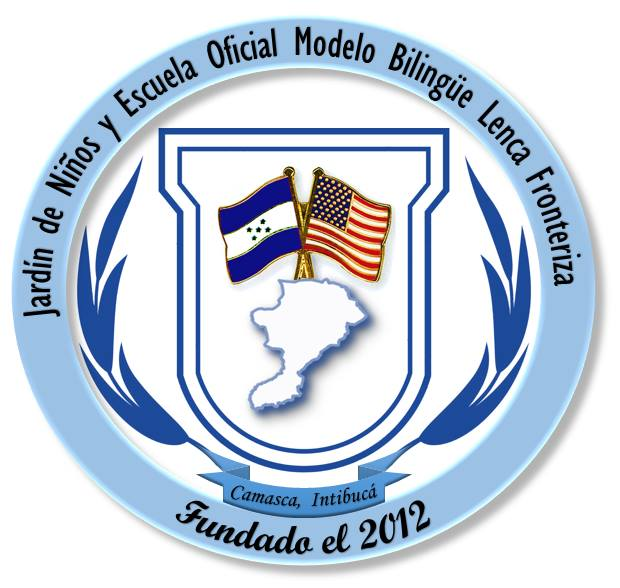 Jardín de Niños y Escuela Oficial Modelo Bilingüe Lenca Fronteriza
Camasca, Intibucá
Fundado el 2012